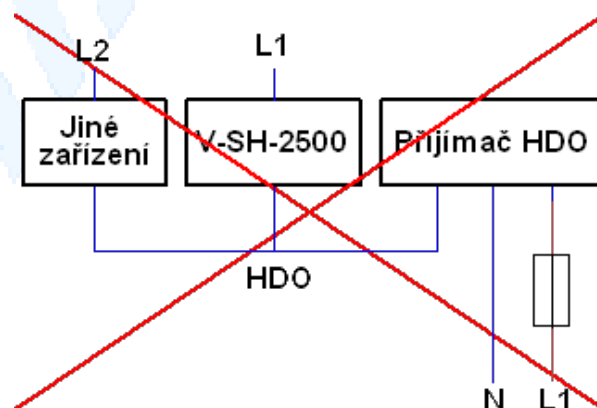 L2
L1
Jiné
zařízení
V-SH-2500
Přijímač HDO
HDO
N
L1